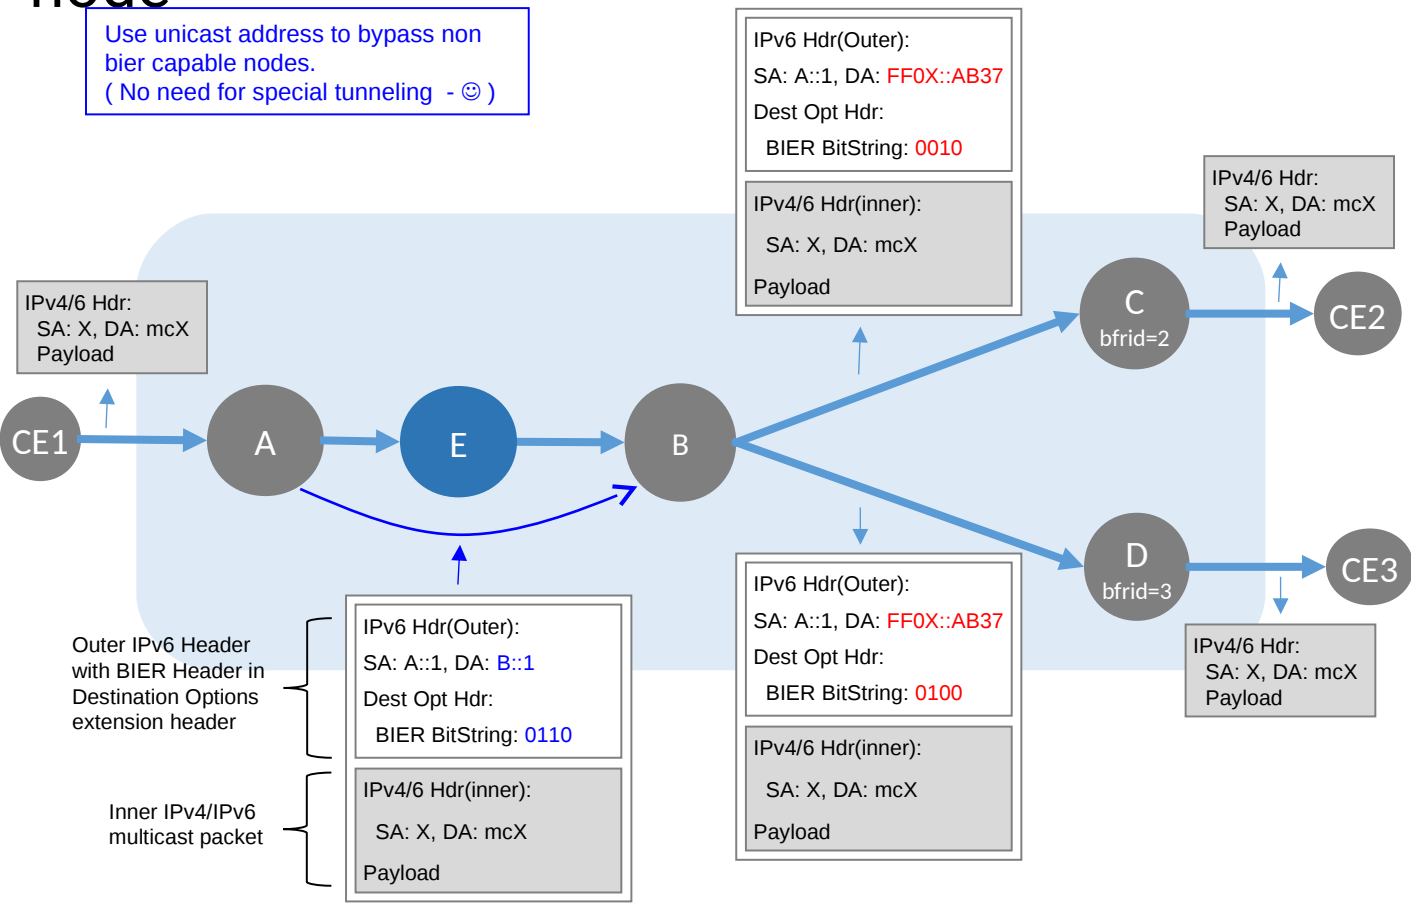 node
Use unicast address to bypass non
bier capable nodes.
( No need for special tunneling - ☺ )
IPv6 Hdr(Outer):
SA: A::1, DA: FF0X::AB37
Dest Opt Hdr:
BIER BitString: 0010
IPv4/6 Hdr(inner):
SA: X, DA: mcX
Payload
IPv4/6 Hdr:
SA: X, DA: mcX
Payload
IPv4/6 Hdr:
SA: X, DA: mcX
Payload
CE1
A
E
B
C
bfrid=2
CE2
D
bfrid=3
CE3
Outer IPv6 Header
with BIER Header in
Destination Options
extension header
Inner IPv4/IPv6
multicast packet
IPv6 Hdr(Outer):
SA: A::1, DA: B::1
Dest Opt Hdr:
BIER BitString: 0110
IPv4/6 Hdr(inner):
SA: X, DA: mcX
Payload
IPv6 Hdr(Outer):
SA: A::1, DA: FF0X::AB37
Dest Opt Hdr:
BIER BitString: 0100
IPv4/6 Hdr(inner):
SA: X, DA: mcX
Payload
IPv4/6 Hdr:
SA: X, DA: mcX
Payload